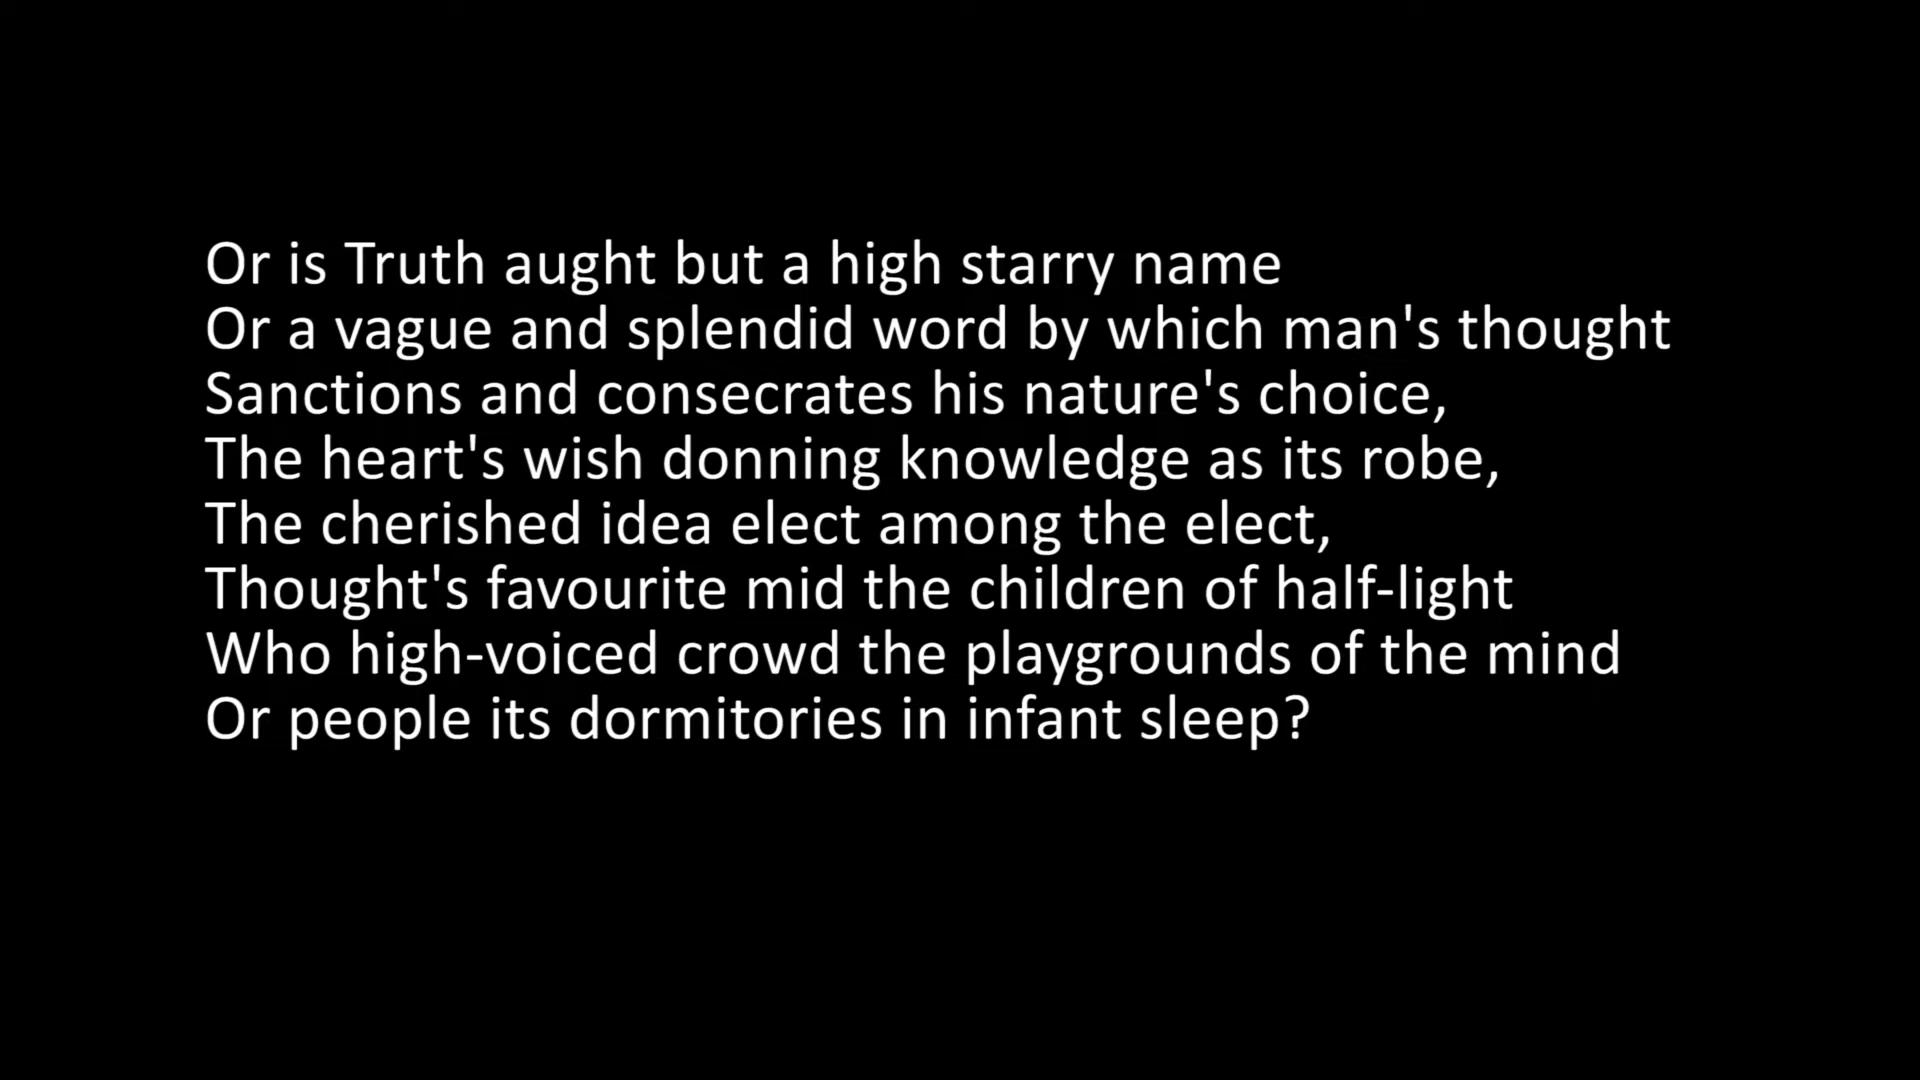 Or is Truth aught but a high starry name
Or a vague and splendid word by which man's thought
Sanctions and consecrates his nature's choice,
The heart's wish donning knowledge as its robe,
The cherished idea elect among the elect,
Thought's favourite mid the children of half-light
Who high-voiced crowd the playgrounds of the mind
Or people its dormitories in infant sleep?